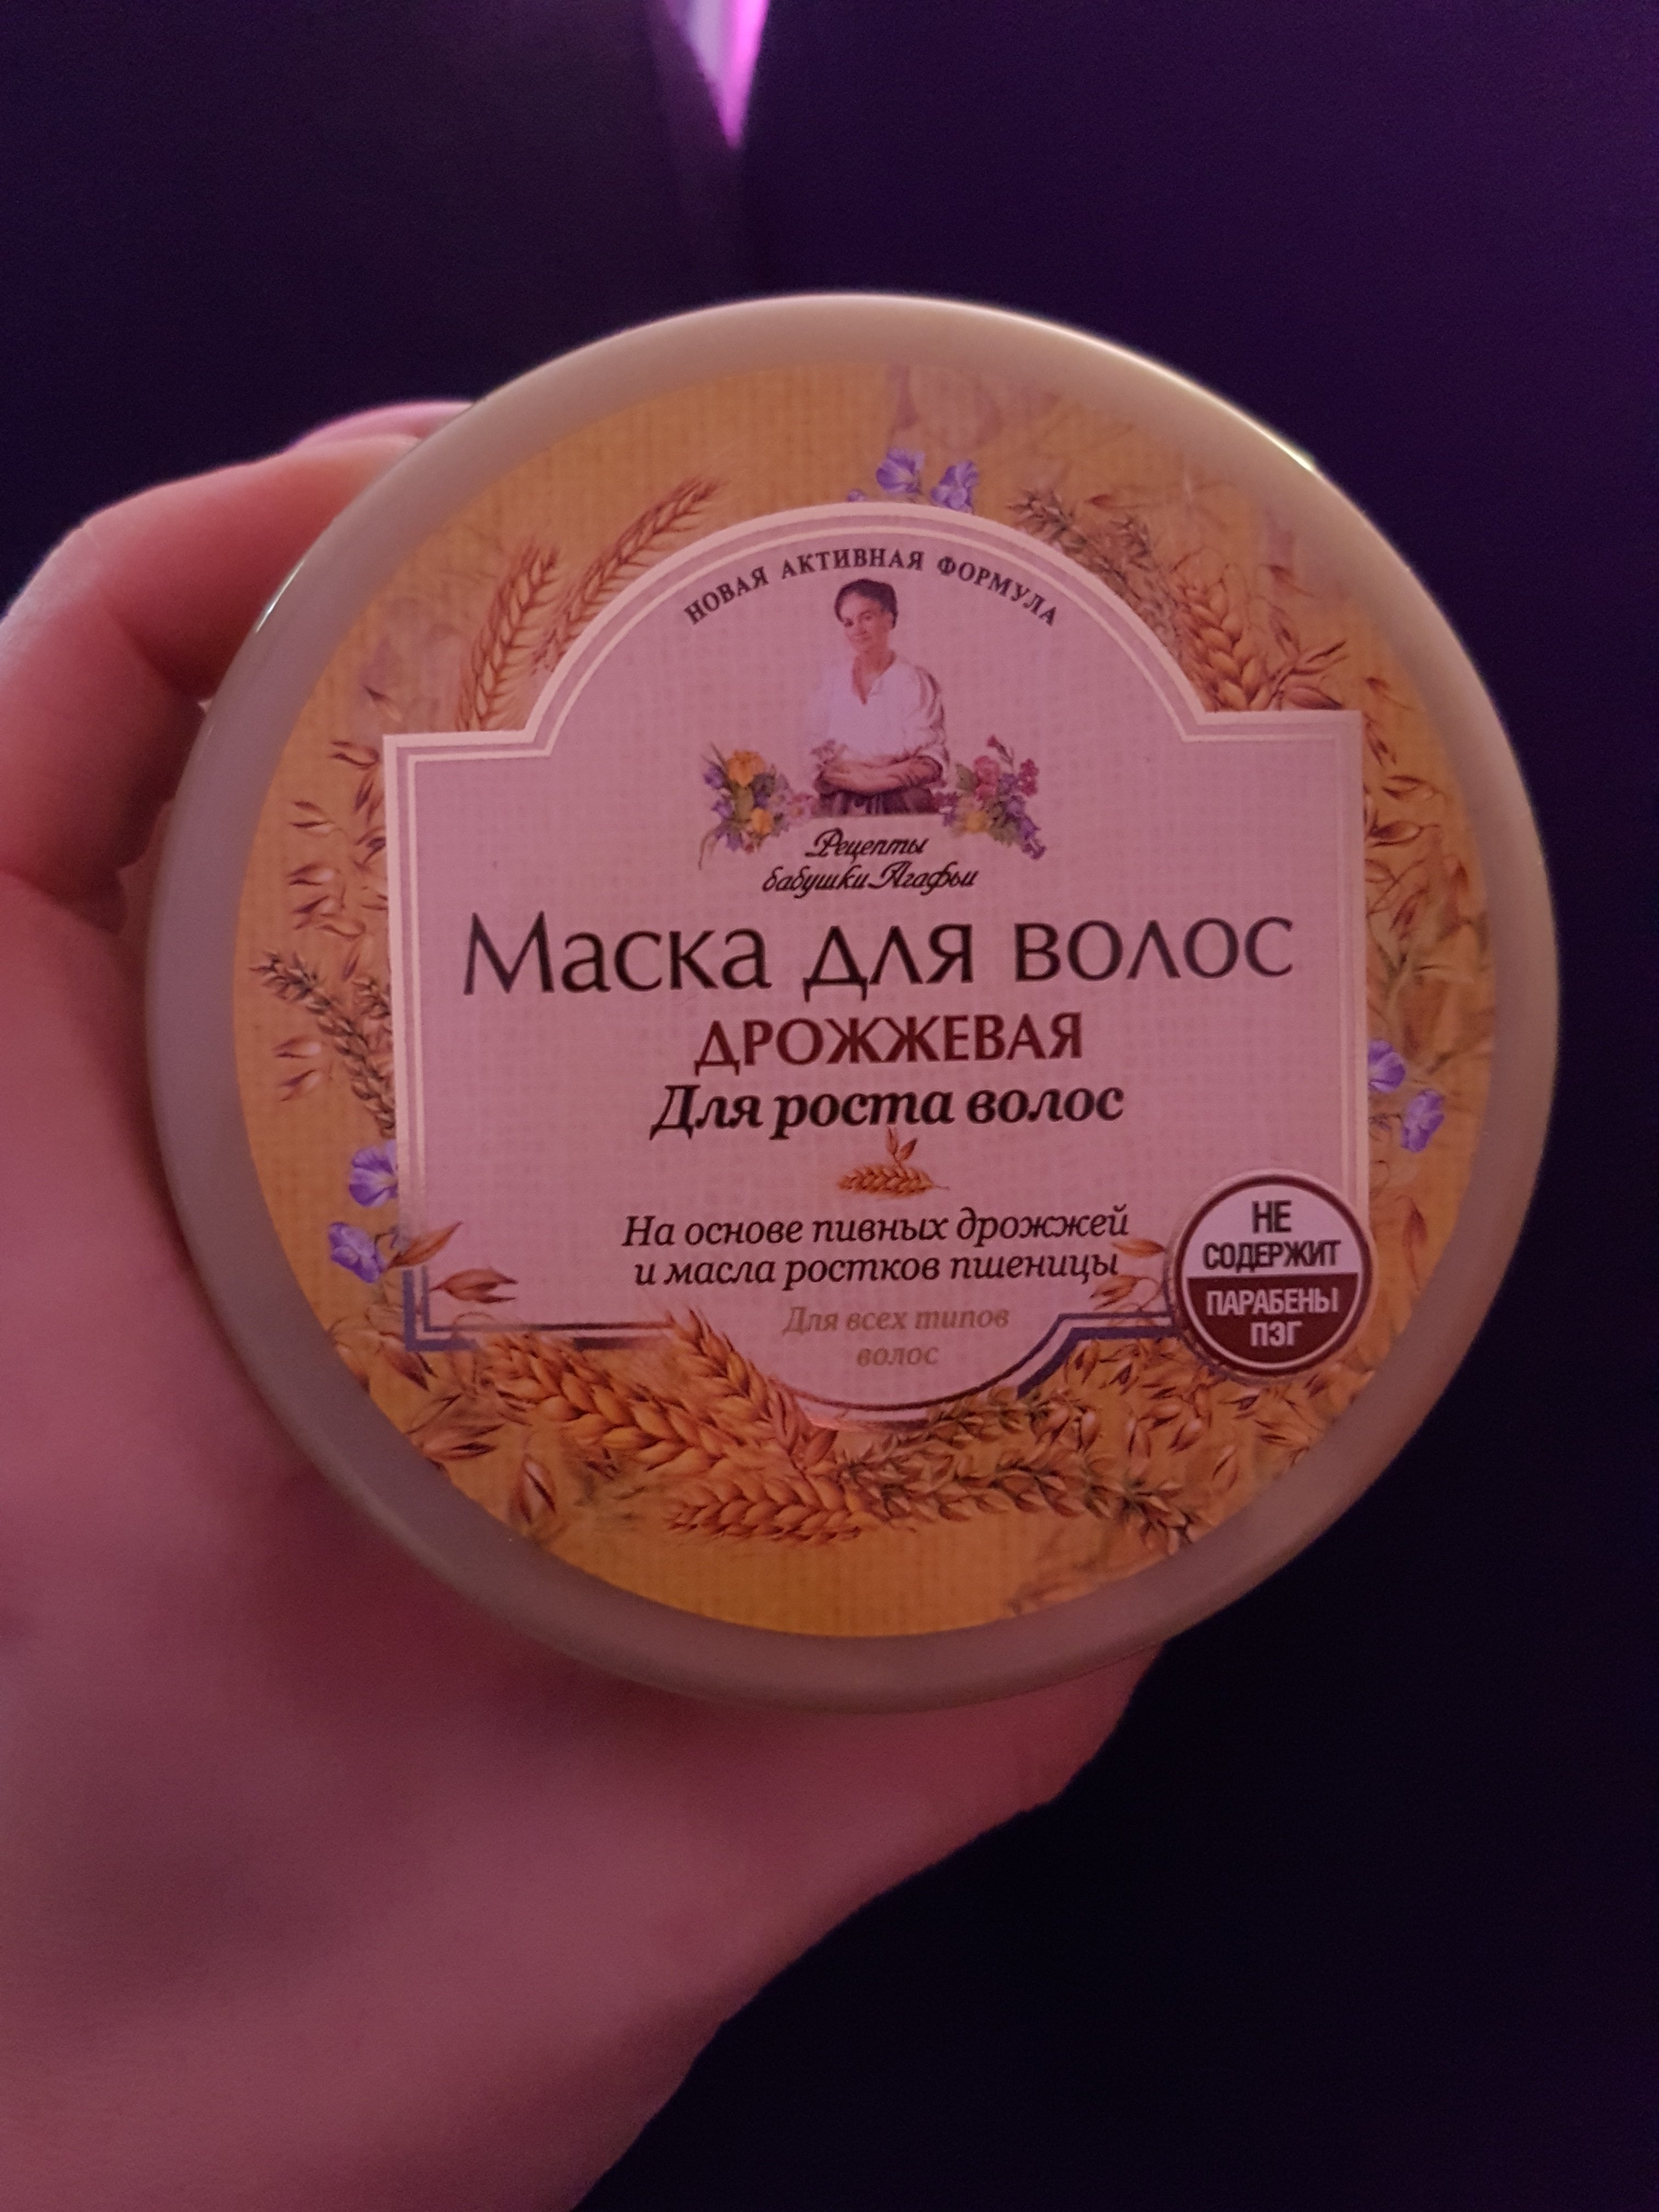 НОВАЯ АКТИВНАЯ ФОРМУЛА
Рецепты
бабушки Агафьи
Маска для волос
ДРОЖЖЕВАЯ
Для роста волос
На основе пивных дрожжей
и масла ростков пшеницы
Для всех типов
волос
НЕ
СОДЕРЖИТ
ПАРАБЕНЫ
ПЭГ